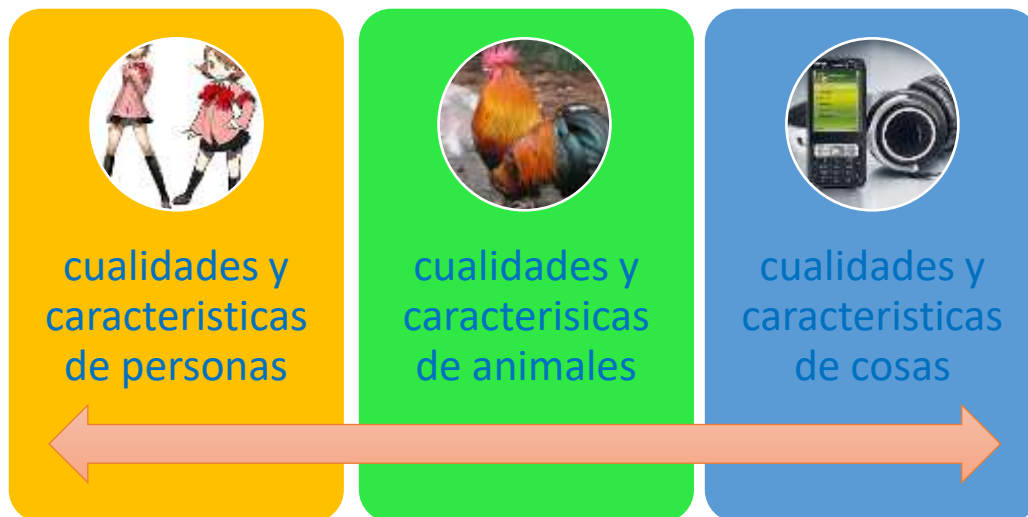 cualidades y
caracteristicas
de personas
cualidades y
caracterisicas
de animales
cualidades y
caracteristicas
de cosas